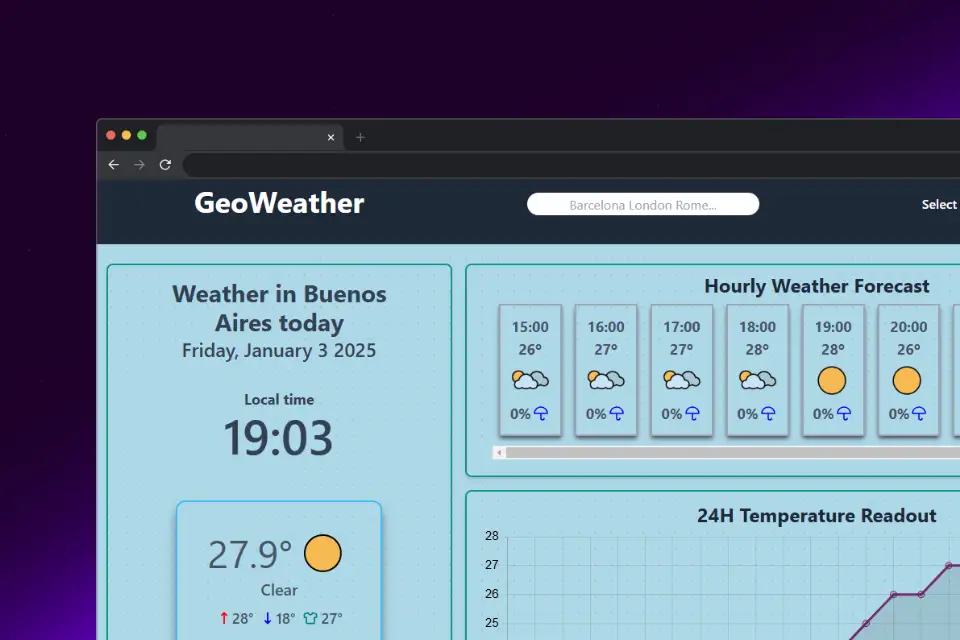 GeoWeather
Barcelona London Rome...
Select
Weather in Buenos
Aires today
Friday, January 3 2025
Local time
19:03
27.9°
Clear
28° 18° 27°
Hourly Weather Forecast
15:00 16:00 17:00 18:00 19:00 20:00
26° 27° 27° 28° 28° 26°
0% 0% 0% 0% 0% 0%
24H Temperature Readout
28
27
26
25